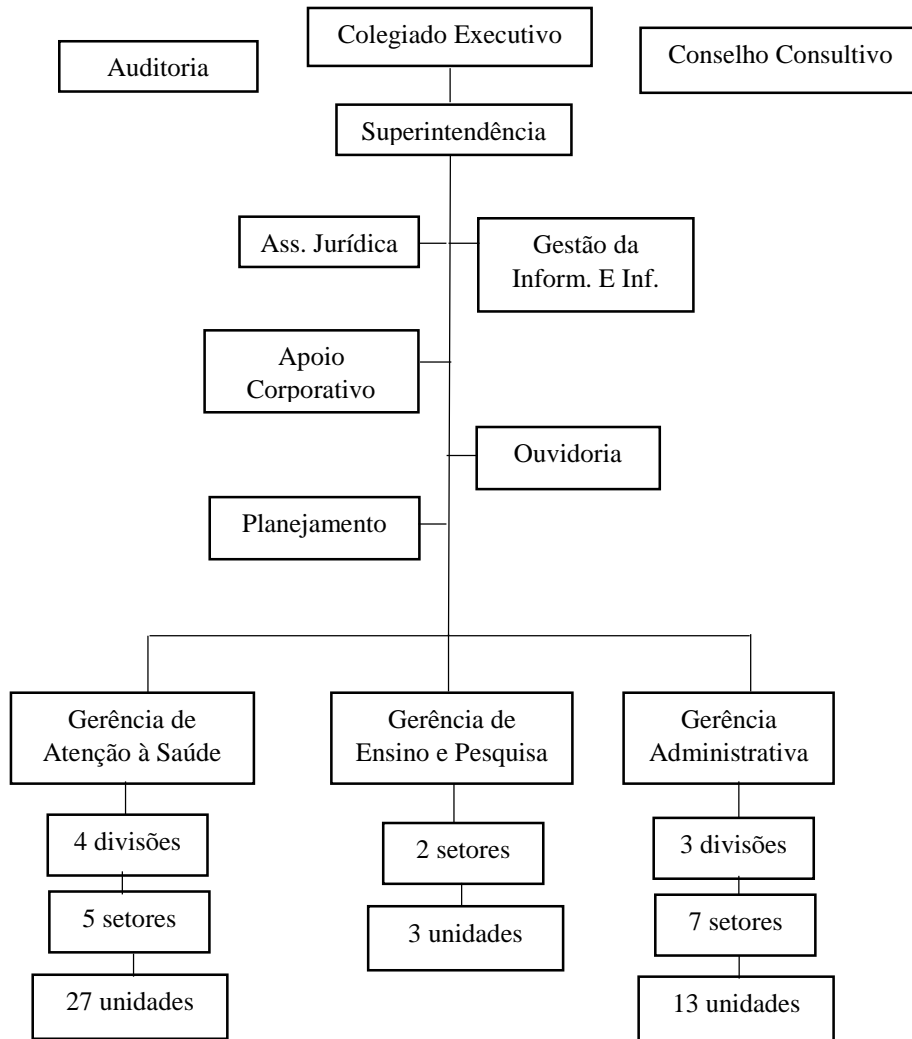 Colegiado Executivo
Auditoria
Conselho Consultivo
Superintendência
Ass. Jurídica
Gestão da
Inform. E Inf.
Apoio
Corporativo
Ouvidoria
Planejamento
Gerência de
Atenção à Saúde
Gerência de
Ensino e Pesquisa
Gerência
Administrativa
4 divisões
5 setores
27 unidades
2 setores
3 unidades
3 divisões
7 setores
13 unidades